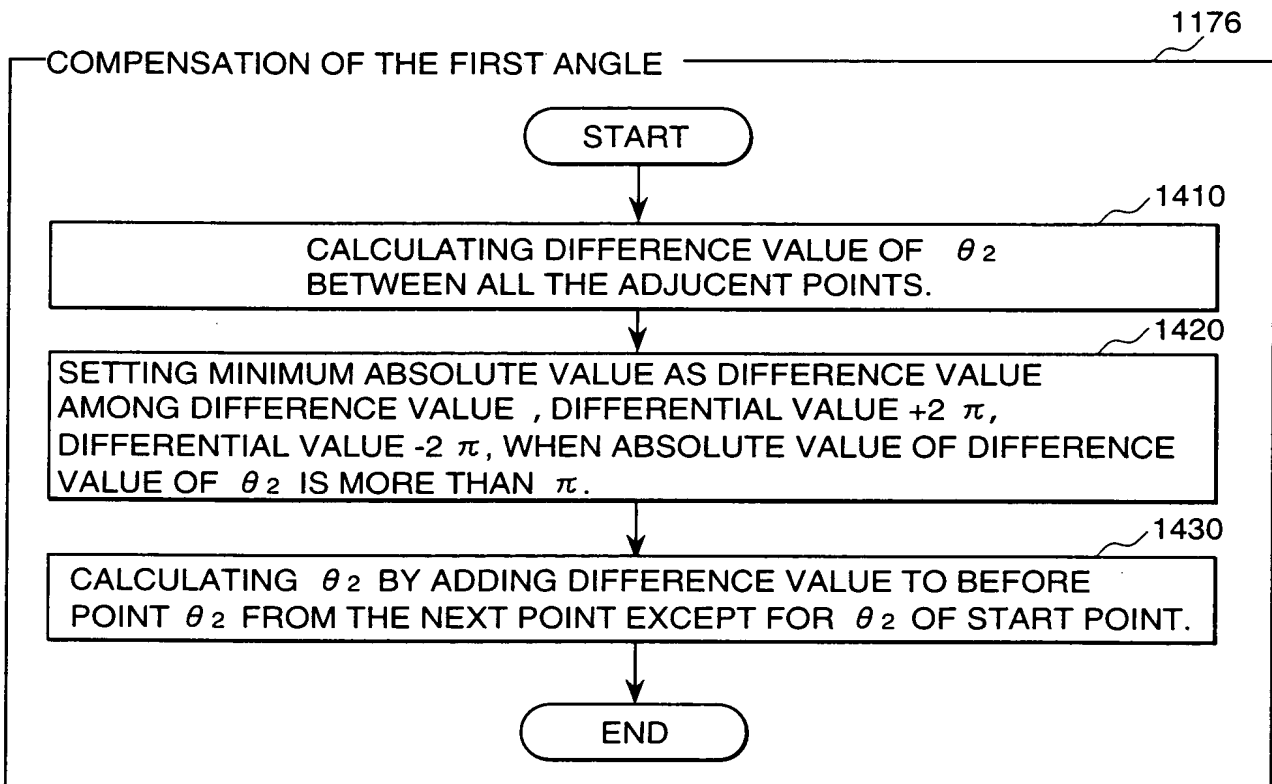 1176
COMPENSATION OF THE FIRST ANGLE
START
1410
CALCULATING DIFFERENCE VALUE OF θ2
BETWEEN ALL THE ADJUCENT POINTS.
1420
SETTING MINIMUM ABSOLUTE VALUE AS DIFFERENCE VALUE
AMONG DIFFERENCE VALUE , DIFFERENTIAL VALUE +2 π,
DIFFERENTIAL VALUE -2 π, WHEN ABSOLUTE VALUE OF DIFFERENCE
VALUE OF θ2 IS MORE THAN π.
1430
CALCULATING θ2 BY ADDING DIFFERENCE VALUE TO BEFORE
POINT θ2 FROM THE NEXT POINT EXCEPT FOR θ2 OF START POINT.
END